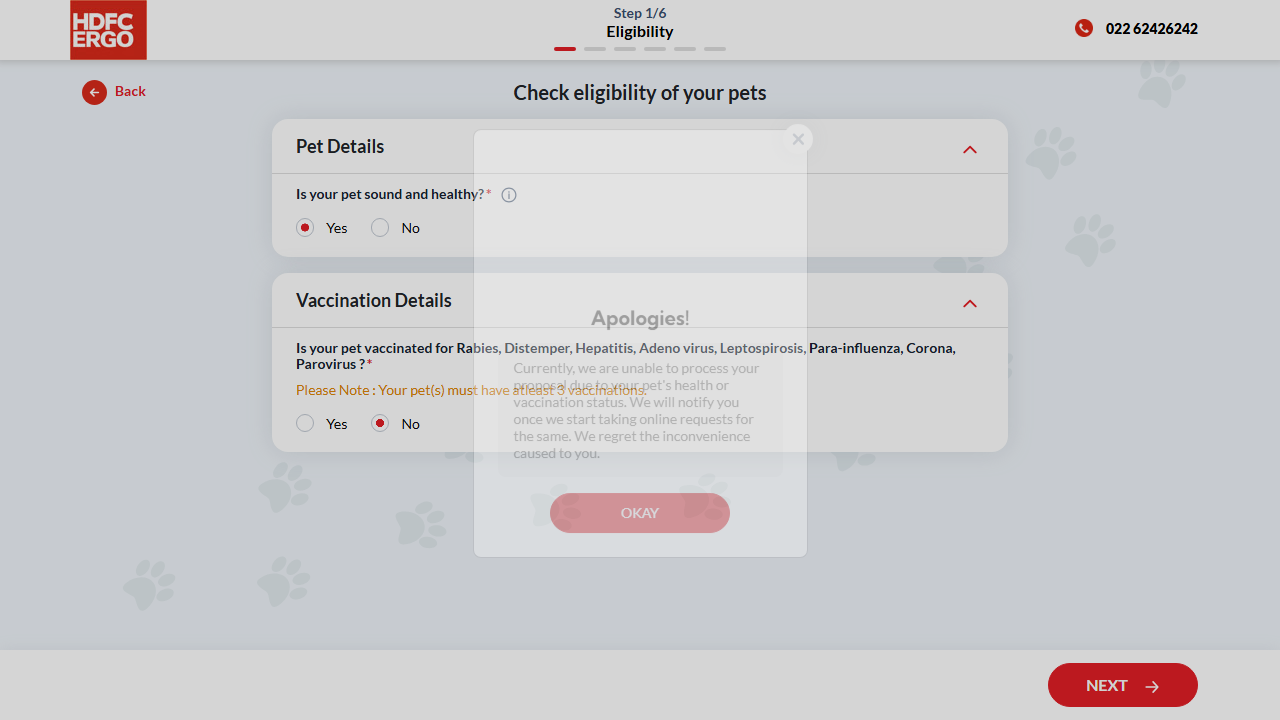 HDFC
ERGO
Step 1/6
Eligibility
022 62426242
Back
Check eligibility of your pets
Pet Details
Is your pet sound and healthy?*
Yes
No
Vaccination Details
Is your pet vaccinated for Rabies, Distemper, Hepatitis, Adeno virus, Leptospirosis, Para-influenza, Corona,
Parovirus ?*
Please Note : Your pet(s) must have atleast 3 vaccinations.
Yes
No
Apologies!
Currently, we are unable to process your
proposal due to your pet's health or
vaccination status. We will notify you
once we start taking online requests for
the same. We regret the inconvenience
caused to you.
OKAY
NEXT